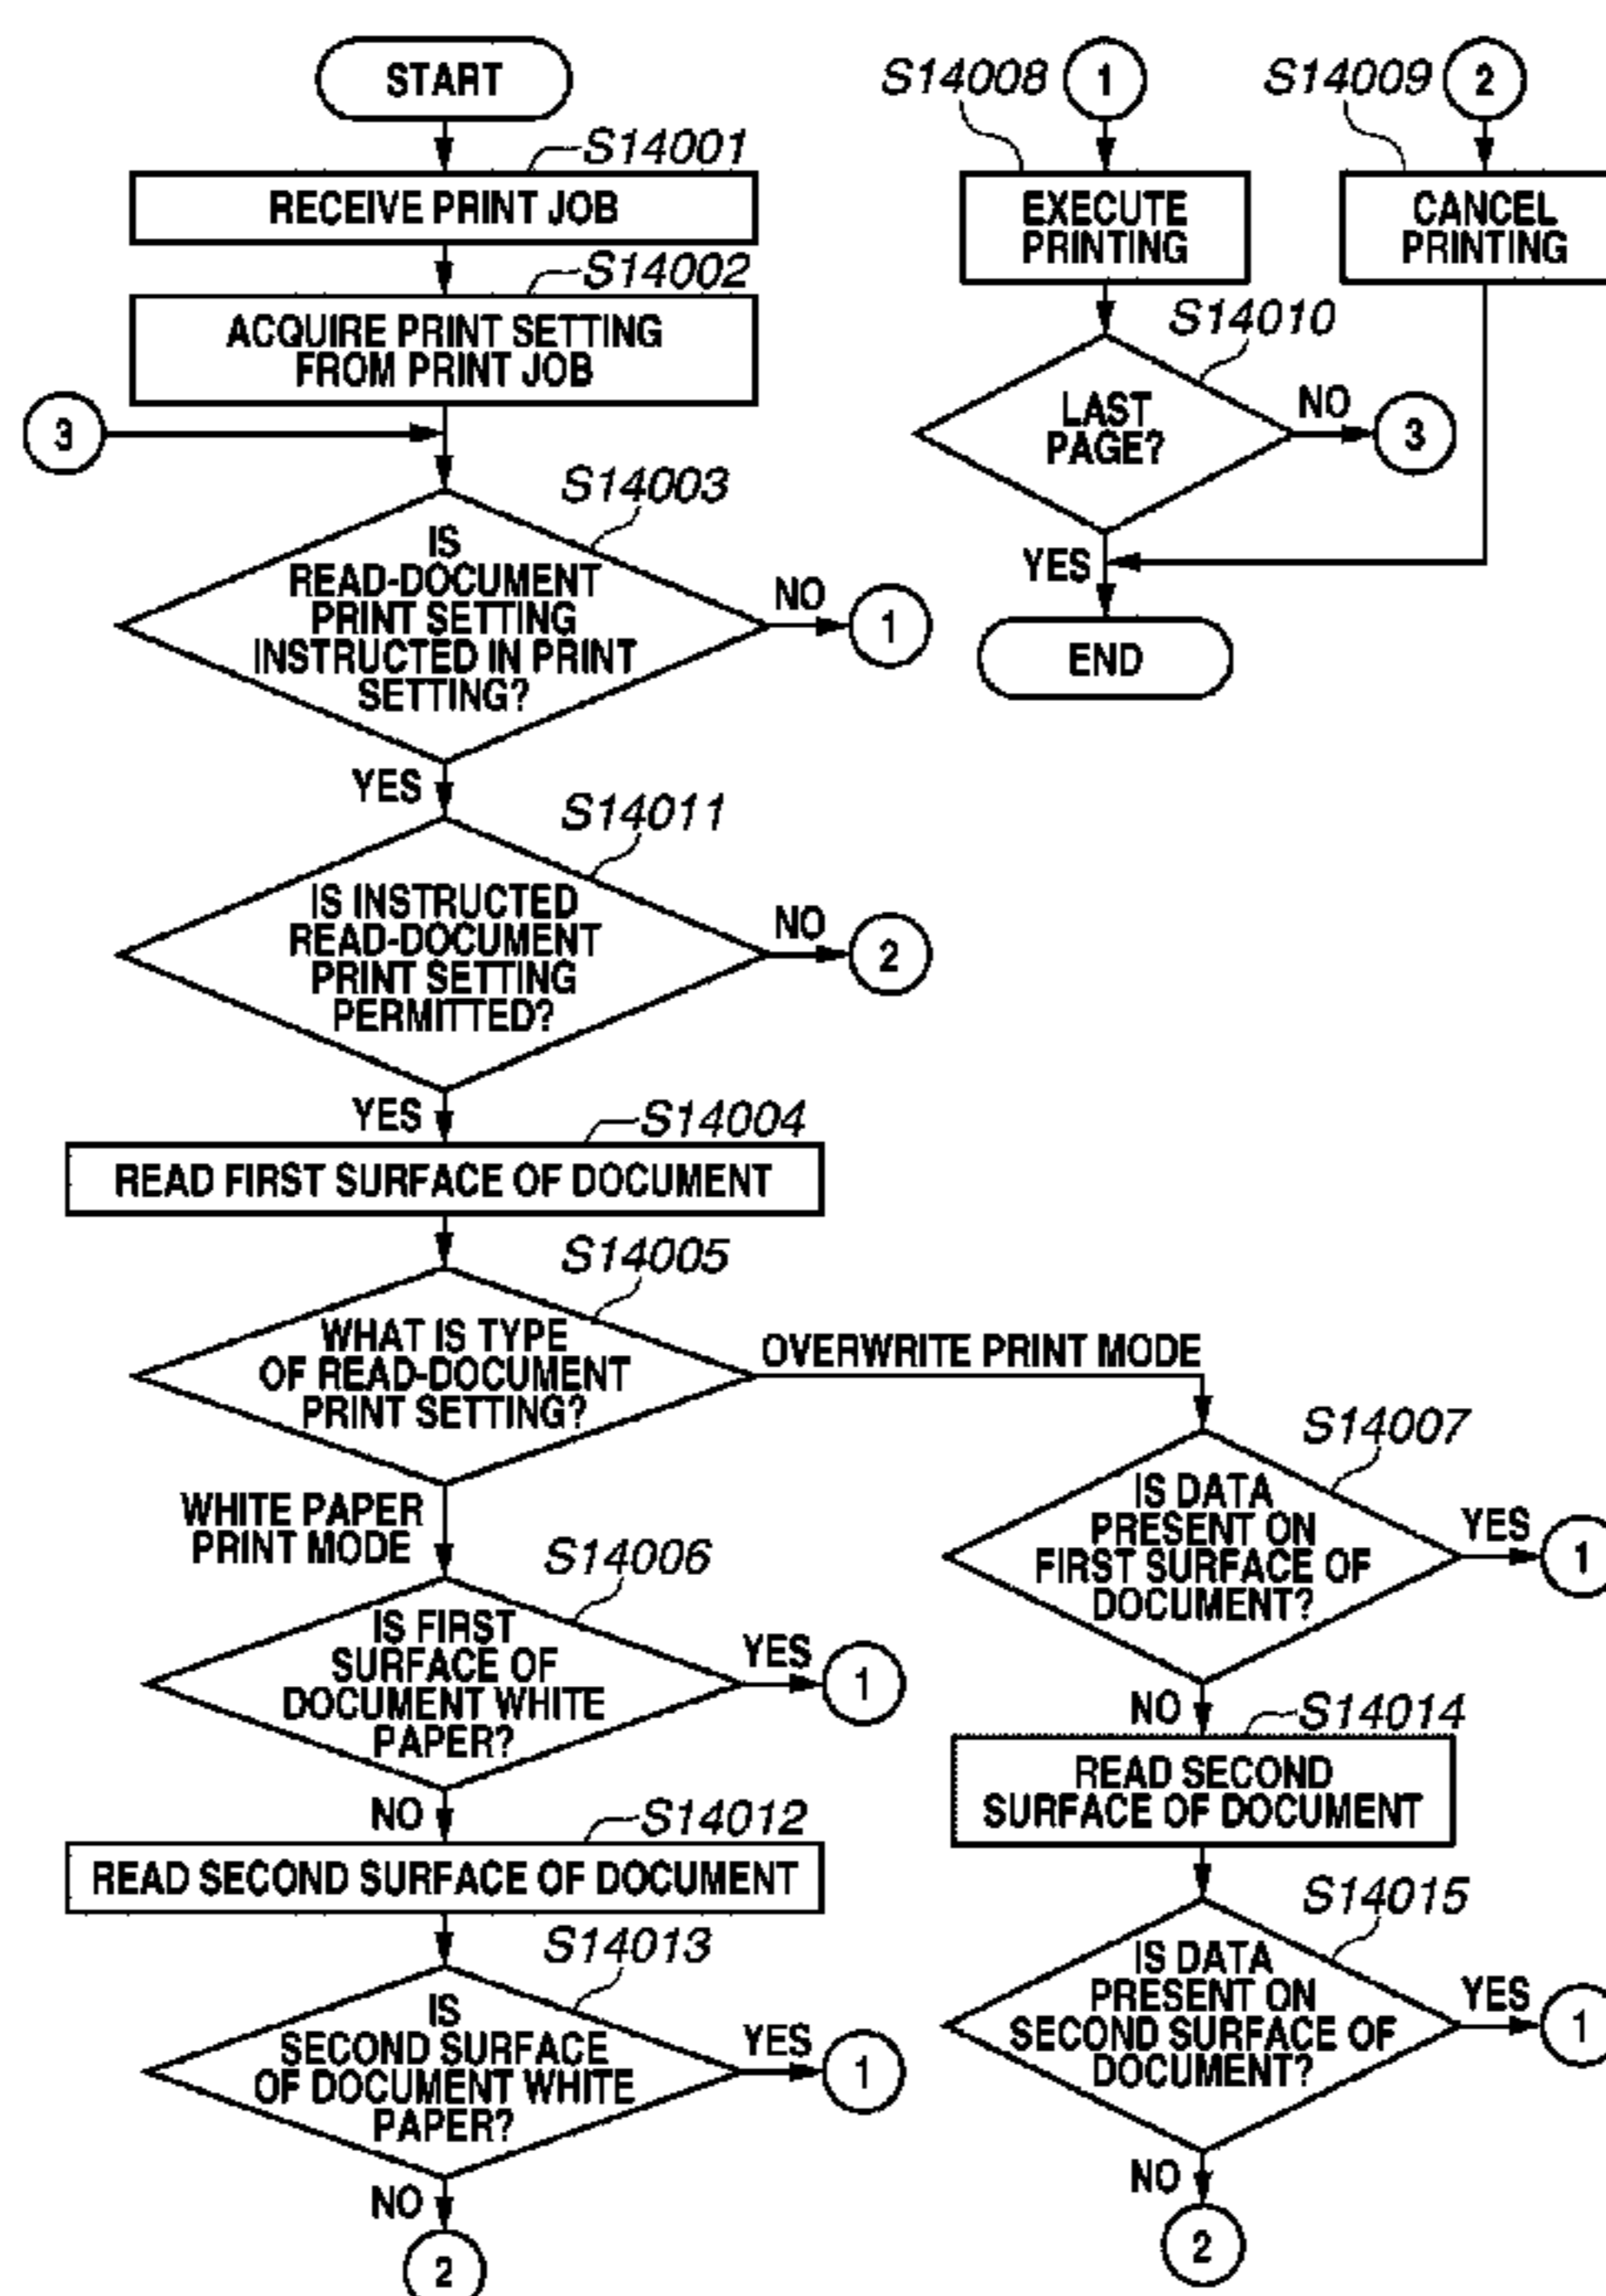 START
S14001
RECEIVE PRINT JOB
S14002
ACQUIRE PRINT SETTING
FROM PRINT JOB
3
S14003
IS
READ-DOCUMENT
PRINT SETTING
INSTRUCTED IN PRINT
SETTING?
NO
1
YES
S14011
IS INSTRUCTED
READ-DOCUMENT
PRINT SETTING
PERMITTED?
NO
2
YES
S14004
READ FIRST SURFACE OF DOCUMENT
S14005
WHAT IS TYPE
OF READ-DOCUMENT
PRINT SETTING?
OVERWRITE PRINT MODE
WHITE PAPER
PRINT MODE
S14006
IS FIRST
SURFACE OF
DOCUMENT WHITE
PAPER?
YES
1
NO
S14012
READ SECOND SURFACE OF DOCUMENT
S14013
IS
SECOND SURFACE
OF DOCUMENT WHITE
PAPER?
YES
1
NO
2
S14007
IS DATA
PRESENT ON
FIRST SURFACE OF
DOCUMENT?
YES
1
NO
S14014
READ SECOND
SURFACE OF DOCUMENT
S14015
IS DATA
PRESENT ON
SECOND SURFACE OF
DOCUMENT?
YES
1
NO
2
S14008
1
EXECUTE
PRINTING
S14010
LAST
PAGE?
NO
3
YES
END
S14009
2
CANCEL
PRINTING